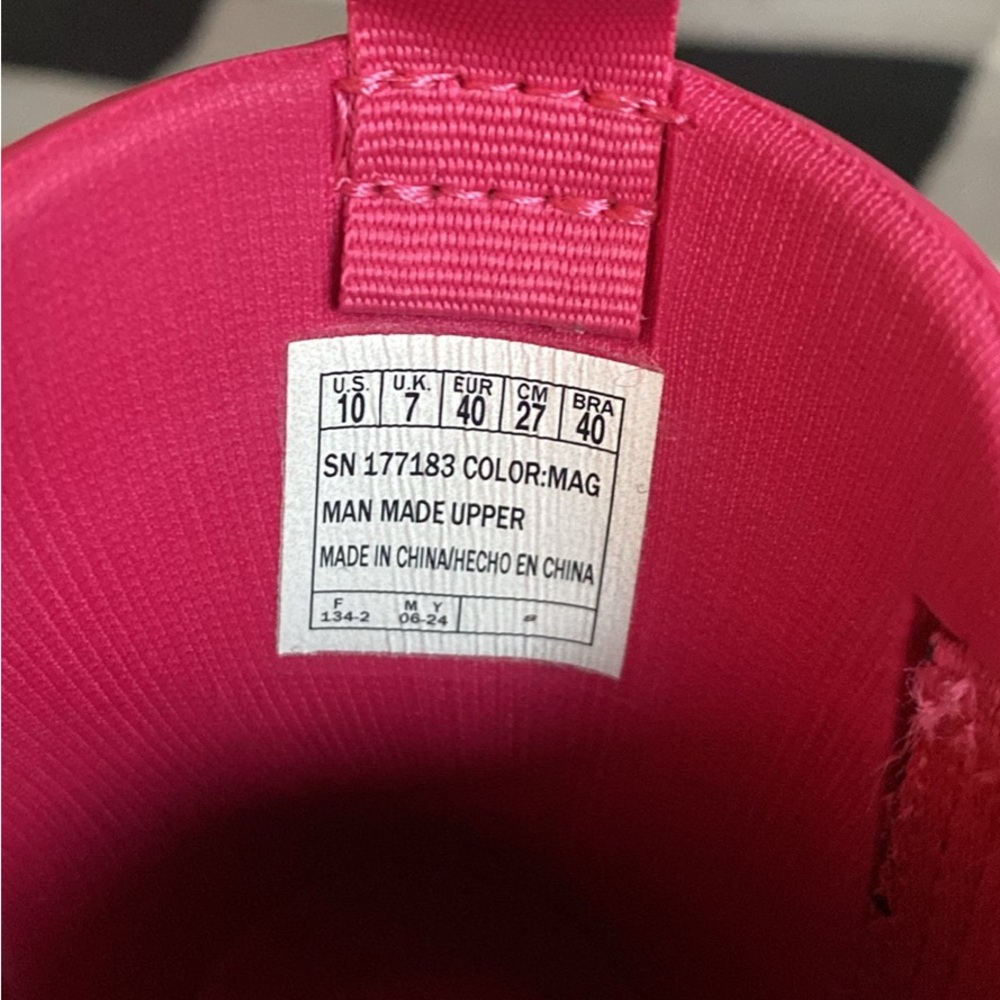 U.S. U.K. EUR CM BRA
10 7 40 27 40
SN 177183 COLOR:MAG
MAN MADE UPPER
MADE IN CHINA/HECHO EN CHINA
F M Y
134-2 06-24